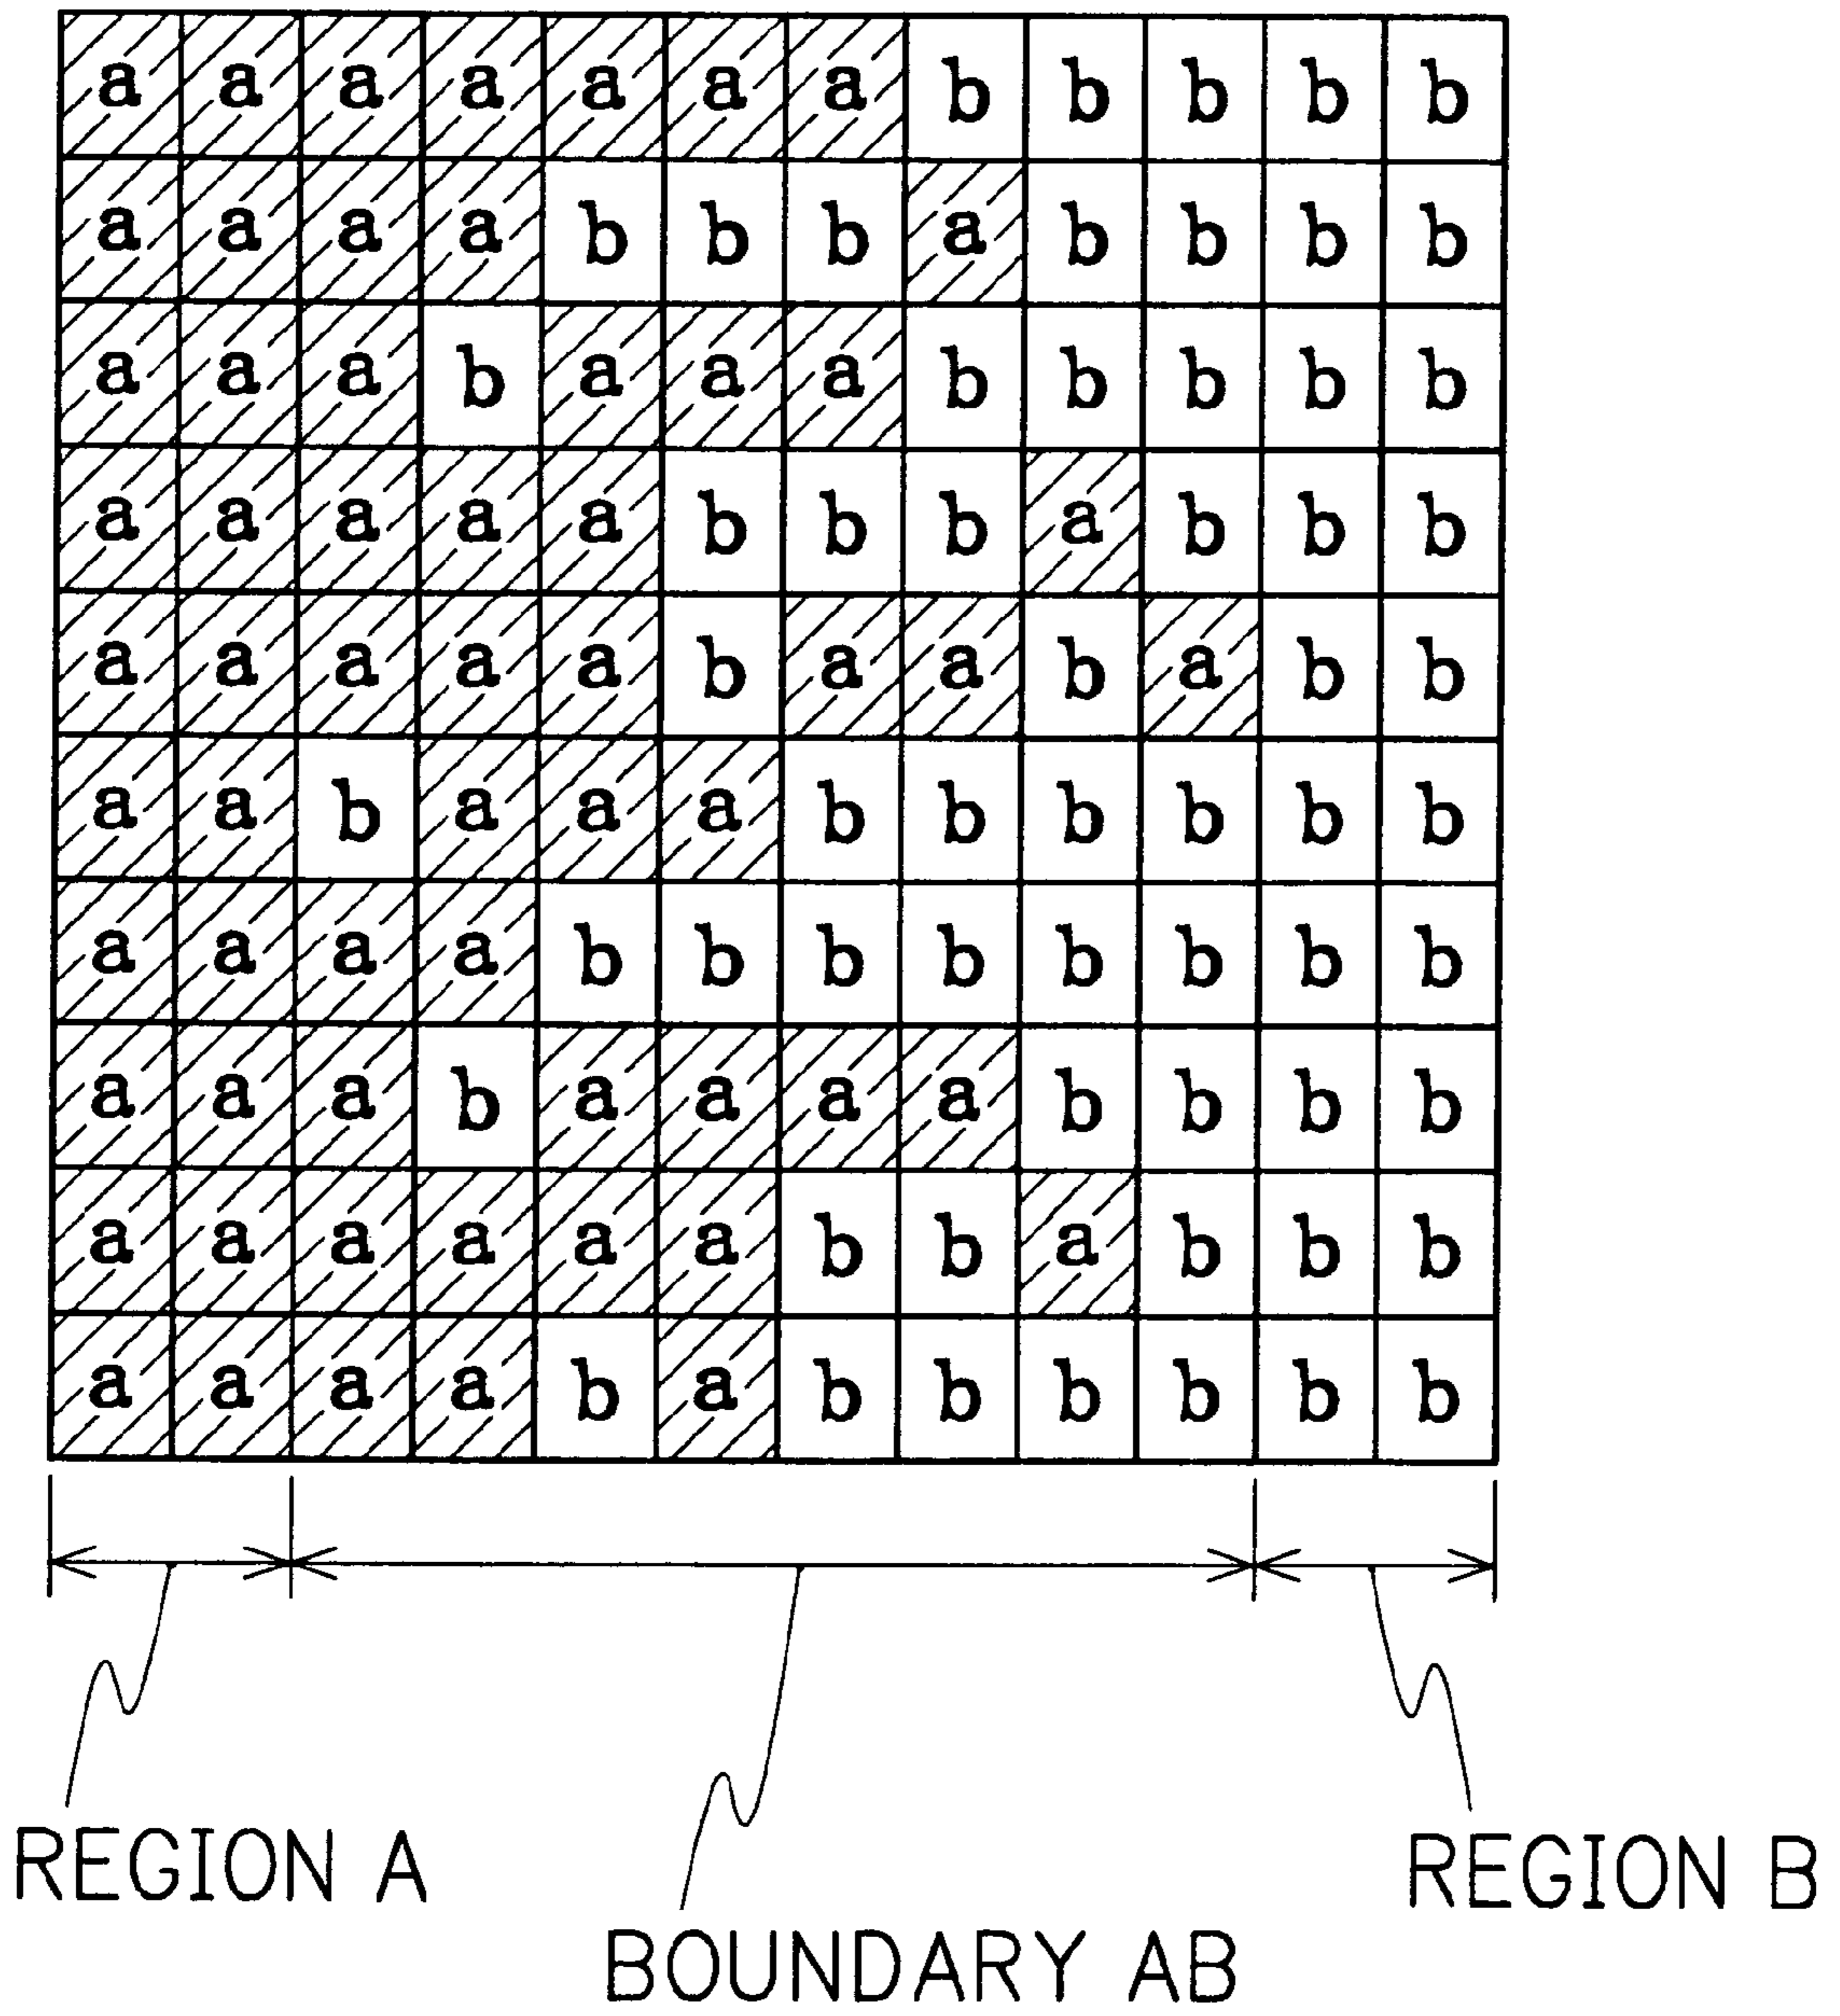 a a a a a a a b b b b b
a a a a b b b a b b b b
a a a b a a a b b b b b
a a a a a b b b a b b b
a a a a a b a a b a b b
a a b a a a b b b b b b
a a a a b b b b b b b b
a a a b a a a a b b b b
a a a a a a b b a b b b
a a a a b a b b b b b b
REGION A
REGION B
BOUNDARY AB